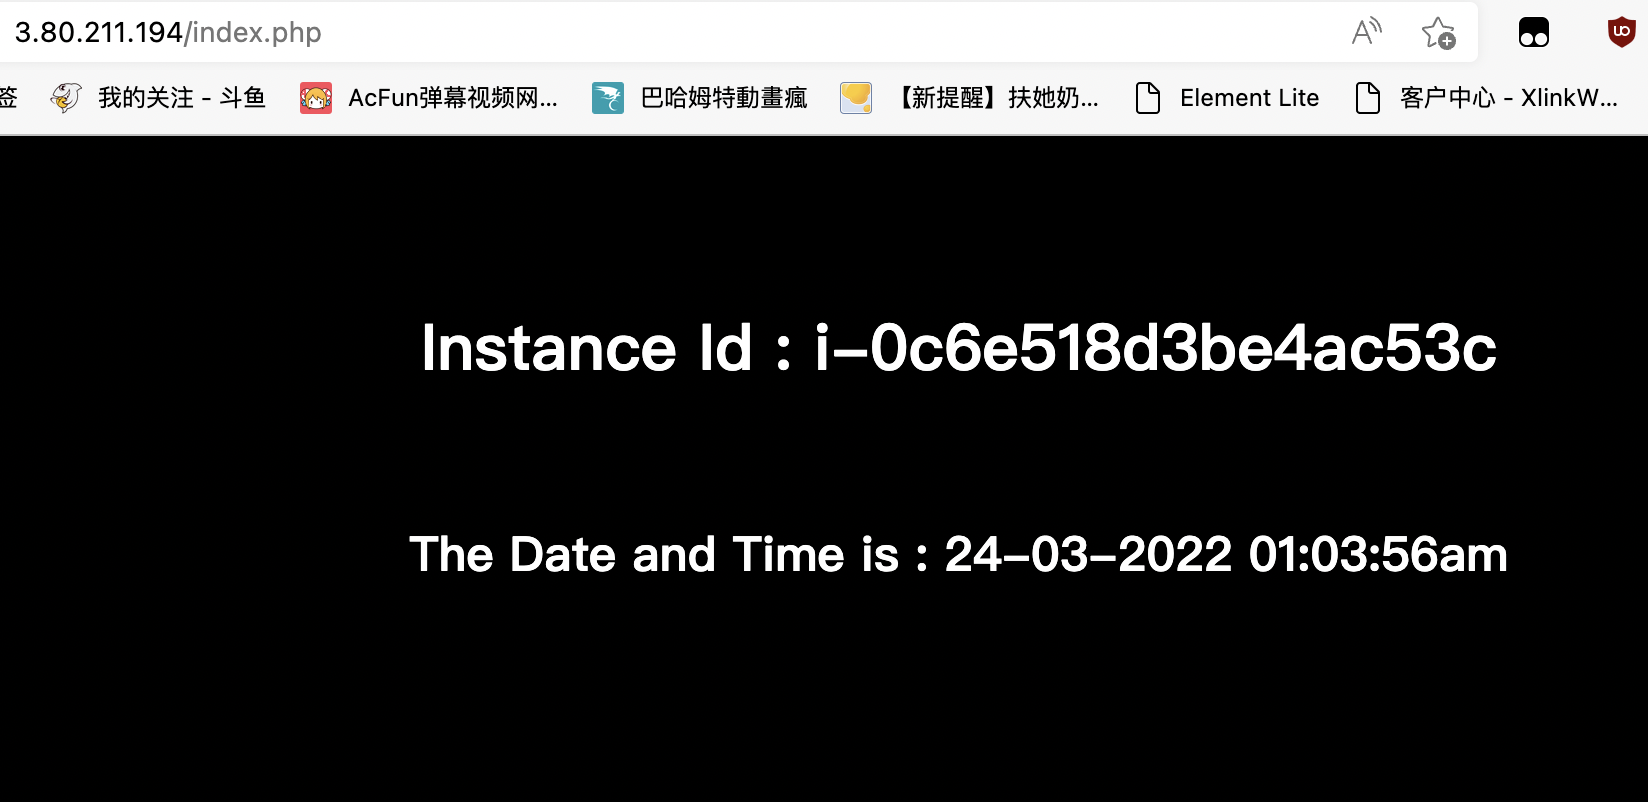 3.80.211.194/index.php
签 我的关注 - 斗鱼 AcFun弹幕视频网... 巴哈姆特動畫瘋 【新提醒】扶她奶... Element Lite 客户中心 - XlinkW...
Instance Id : i-0c6e518d3be4ac53c
The Date and Time is : 24-03-2022 01:03:56am